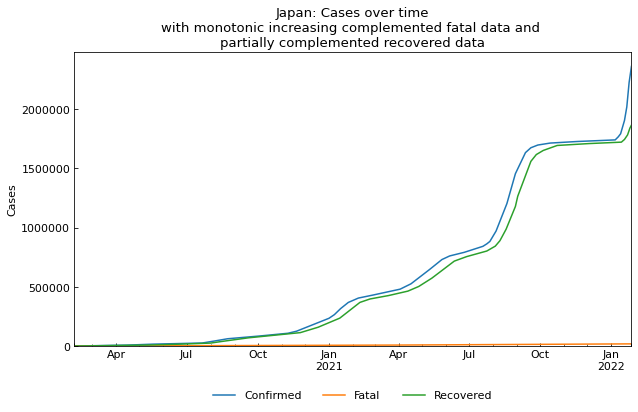 Japan: Cases over time
with monotonic increasing complemented fatal data and
partially complemented recovered data
Cases
2000000
1500000
1000000
500000
0
Apr Jul Oct Jan Apr Jul Oct Jan
2021 2022
Confirmed Fatal Recovered